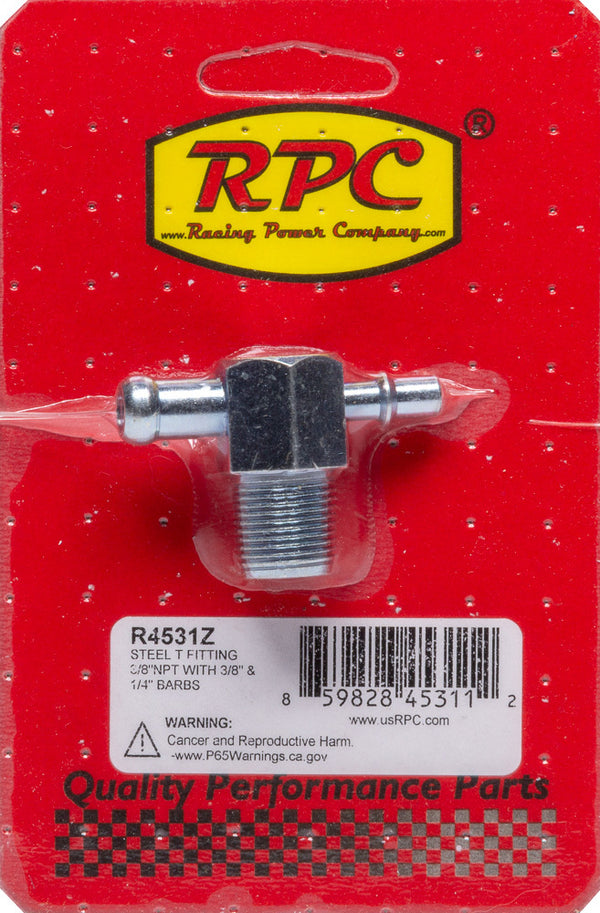 ®
RPC
www.Racing Power Company.com
R4531Z
STEEL T FITTING
3/8"NPT WITH 3/8" &
1/4" BARBS
8 59828 45311 2
www.usRPC.com
WARNING:
Cancer and Reproductive Harm.
-www.P65Warnings.ca.gov
Quality Performance Parts